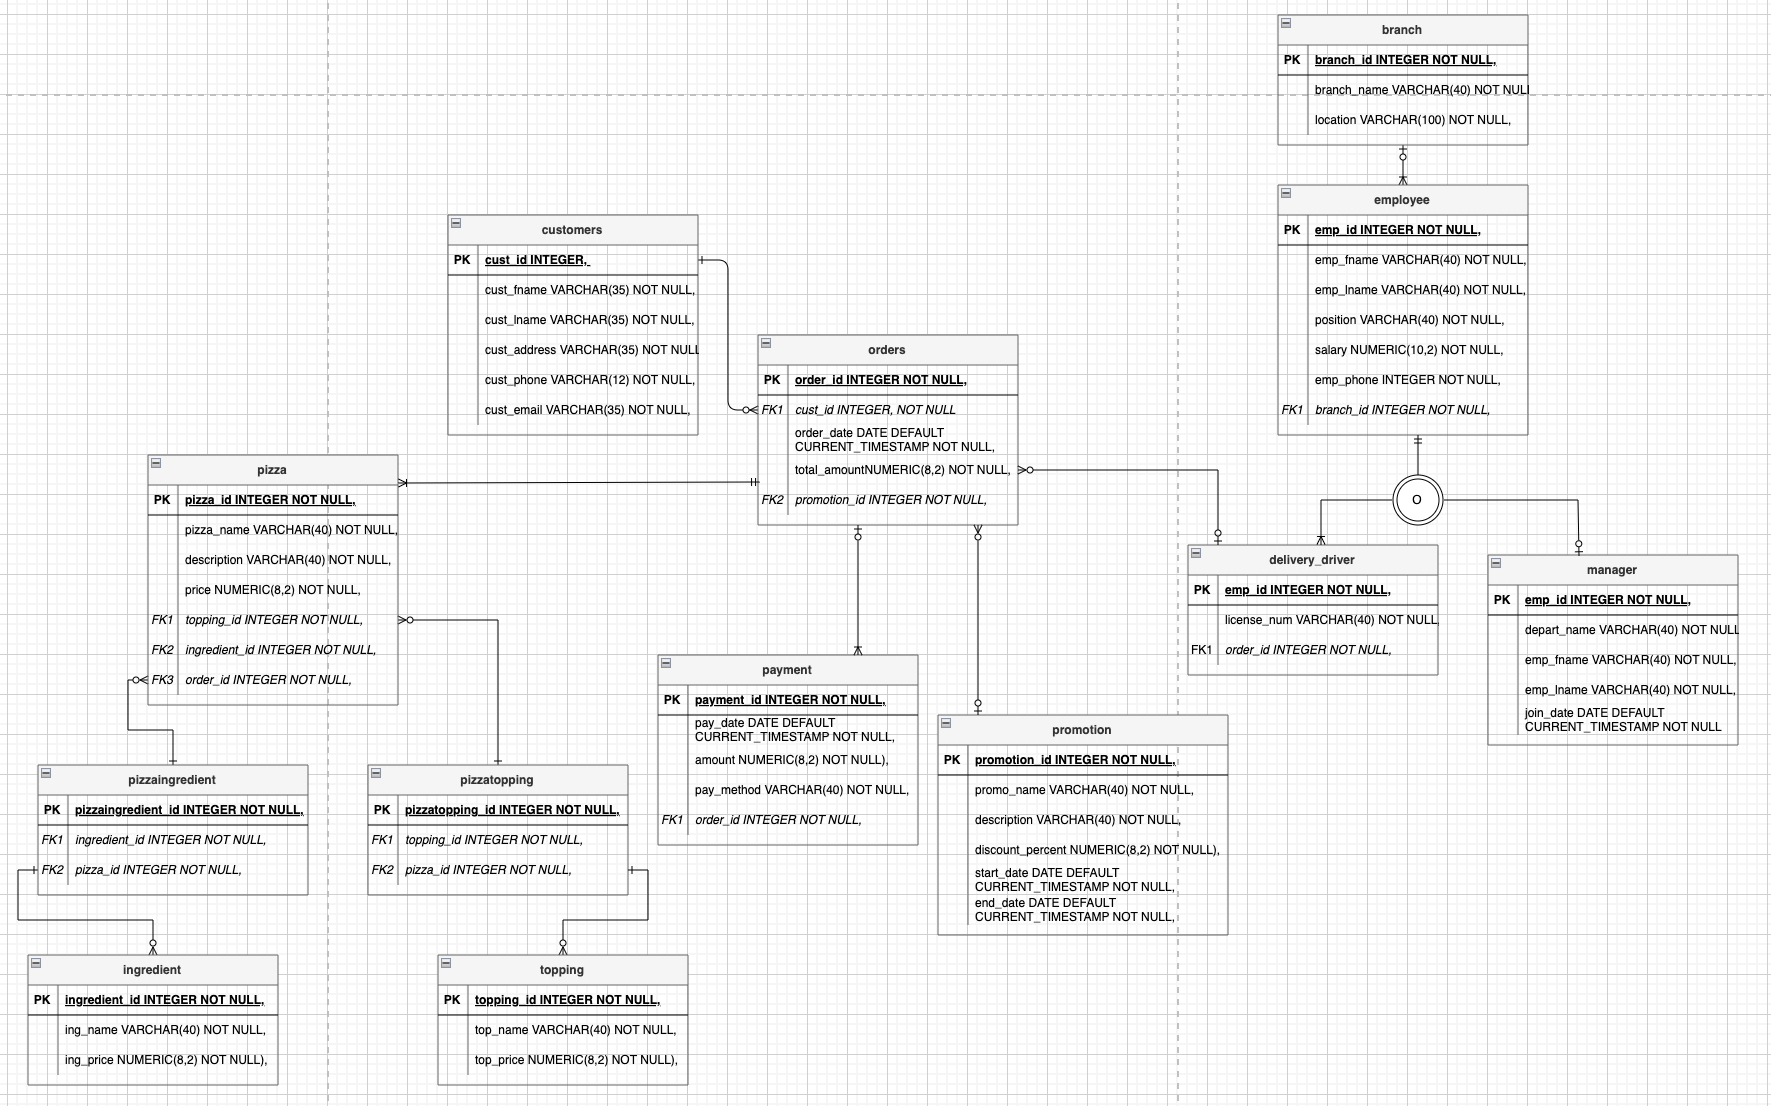 branch
PK branch_id INTEGER NOT NULL,
branch_name VARCHAR(40) NOT NULL
location VARCHAR(100) NOT NULL,
employee
PK emp_id INTEGER NOT NULL,
emp_fname VARCHAR(40) NOT NULL,
emp_lname VARCHAR(40) NOT NULL,
position VARCHAR(40) NOT NULL,
salary NUMERIC(10,2) NOT NULL,
emp_phone INTEGER NOT NULL,
FK1 branch_id INTEGER NOT NULL,
customers
PK cust_id INTEGER,
cust_fname VARCHAR(35) NOT NULL,
cust_lname VARCHAR(35) NOT NULL,
cust_address VARCHAR(35) NOT NULL
cust_phone VARCHAR(12) NOT NULL,
cust_email VARCHAR(35) NOT NULL,
orders
PK order_id INTEGER NOT NULL,
FK1 cust_id INTEGER, NOT NULL
order_date DATE DEFAULT
CURRENT_TIMESTAMP NOT NULL,
total_amountNUMERIC(8,2) NOT NULL,
FK2 promotion_id INTEGER NOT NULL,
pizza
PK pizza_id INTEGER NOT NULL,
pizza_name VARCHAR(40) NOT NULL,
description VARCHAR(40) NOT NULL,
price NUMERIC(8,2) NOT NULL,
FK1 topping_id INTEGER NOT NULL,
FK2 ingredient_id INTEGER NOT NULL,
FK3 order_id INTEGER NOT NULL,
O
delivery_driver
PK emp_id INTEGER NOT NULL,
license_num VARCHAR(40) NOT NULL,
FK1 order_id INTEGER NOT NULL,
manager
PK emp_id INTEGER NOT NULL,
depart_name VARCHAR(40) NOT NULL
emp_fname VARCHAR(40) NOT NULL,
emp_lname VARCHAR(40) NOT NULL,
join_date DATE DEFAULT
CURRENT_TIMESTAMP NOT NULL
payment
PK payment_id INTEGER NOT NULL,
pay_date DATE DEFAULT
CURRENT_TIMESTAMP NOT NULL,
amount NUMERIC(8,2) NOT NULL),
pay_method VARCHAR(40) NOT NULL,
FK1 order_id INTEGER NOT NULL,
promotion
PK promotion_id INTEGER NOT NULL,
promo_name VARCHAR(40) NOT NULL,
description VARCHAR(40) NOT NULL,
discount_percent NUMERIC(8,2) NOT NULL),
start_date DATE DEFAULT
CURRENT_TIMESTAMP NOT NULL,
end_date DATE DEFAULT
CURRENT_TIMESTAMP NOT NULL,
pizzaingredient
PK pizzaingredient_id INTEGER NOT NULL,
FK1 ingredient_id INTEGER NOT NULL,
FK2 pizza_id INTEGER NOT NULL,
pizzatopping
PK pizzatopping_id INTEGER NOT NULL,
FK1 topping_id INTEGER NOT NULL,
FK2 pizza_id INTEGER NOT NULL,
ingredient
PK ingredient_id INTEGER NOT NULL,
ing_name VARCHAR(40) NOT NULL,
ing_price NUMERIC(8,2) NOT NULL),
topping
PK topping_id INTEGER NOT NULL,
top_name VARCHAR(40) NOT NULL,
top_price NUMERIC(8,2) NOT NULL),